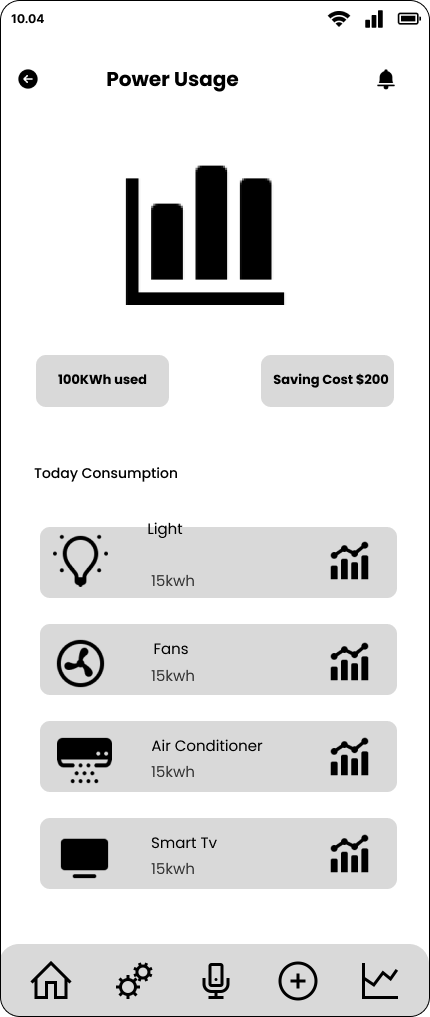 10.04
Power Usage
100KWh used
Saving Cost $200
Today Consumption
Light
15kwh
Fans
15kwh
Air Conditioner
15kwh
Smart Tv
15kwh